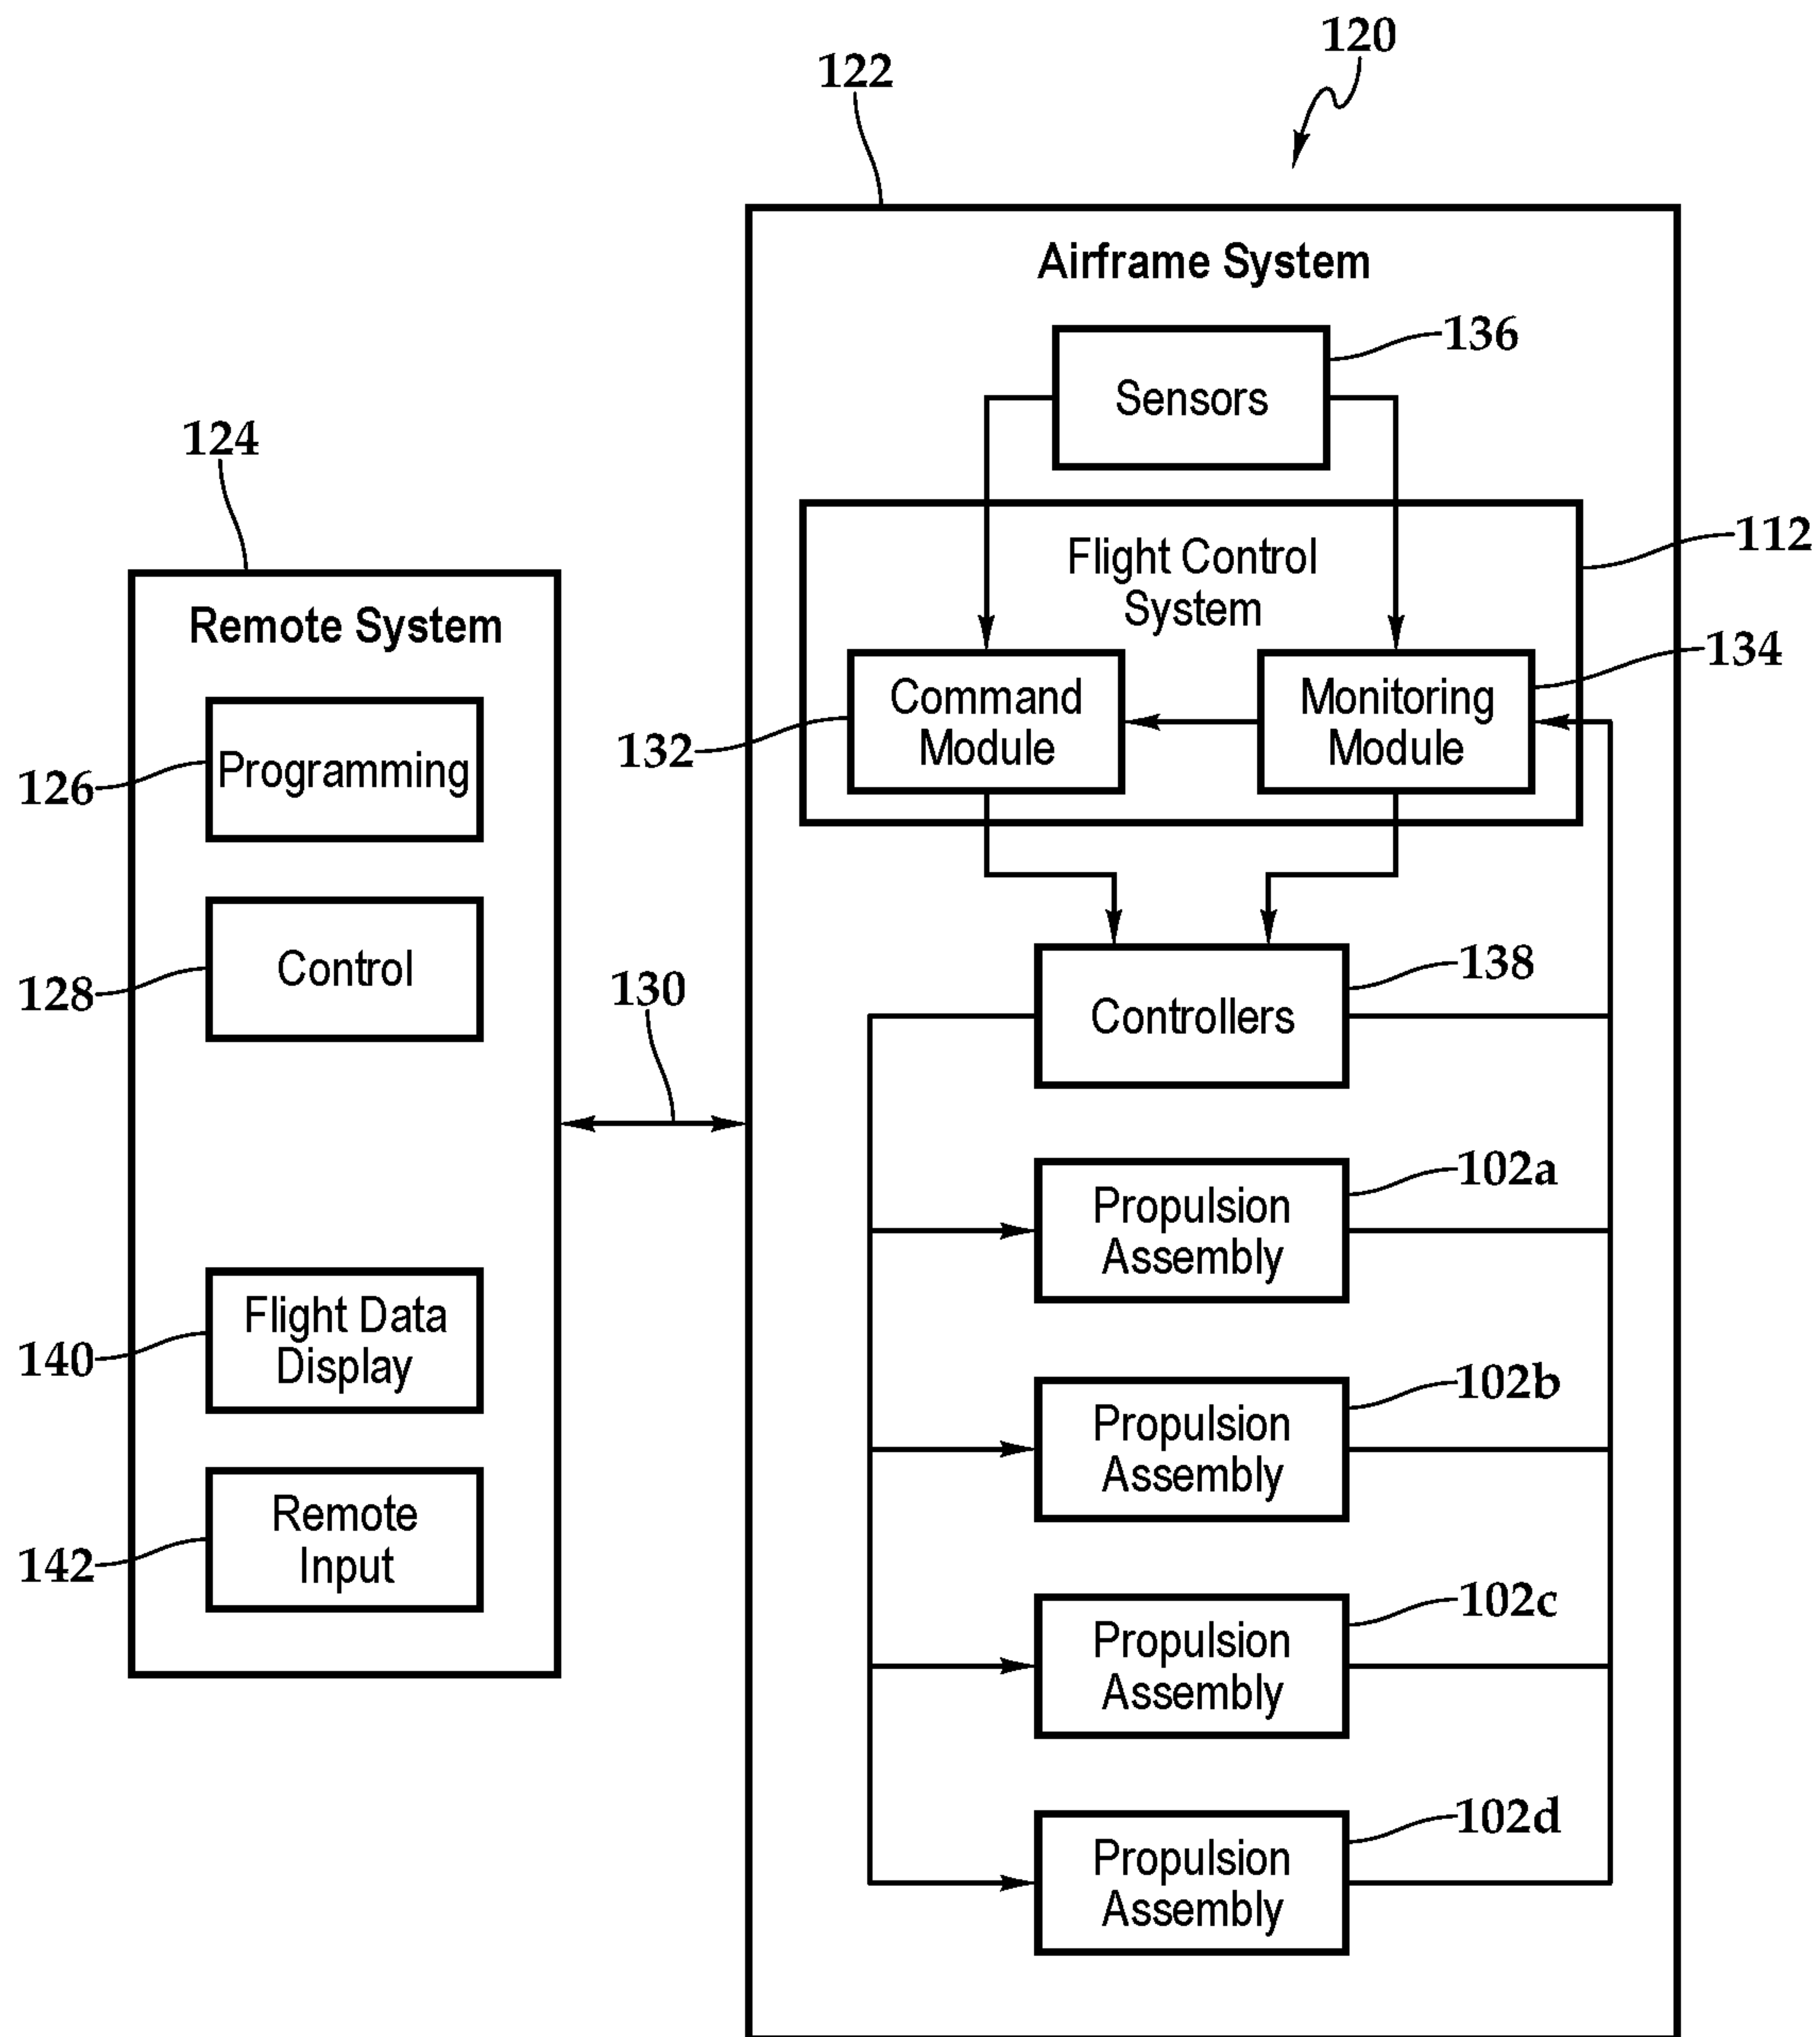 120
122
Airframe System
136
Sensors
124
112
Flight Control
System
Remote System
134
Command
Module
Monitoring
Module
132
Programming
126
Control
128
138
Controllers
130
102a
Propulsion
Assembly
Flight Data
Display
140
102b
Propulsion
Assembly
Remote
Input
142
102c
Propulsion
Assembly
102d
Propulsion
Assembly